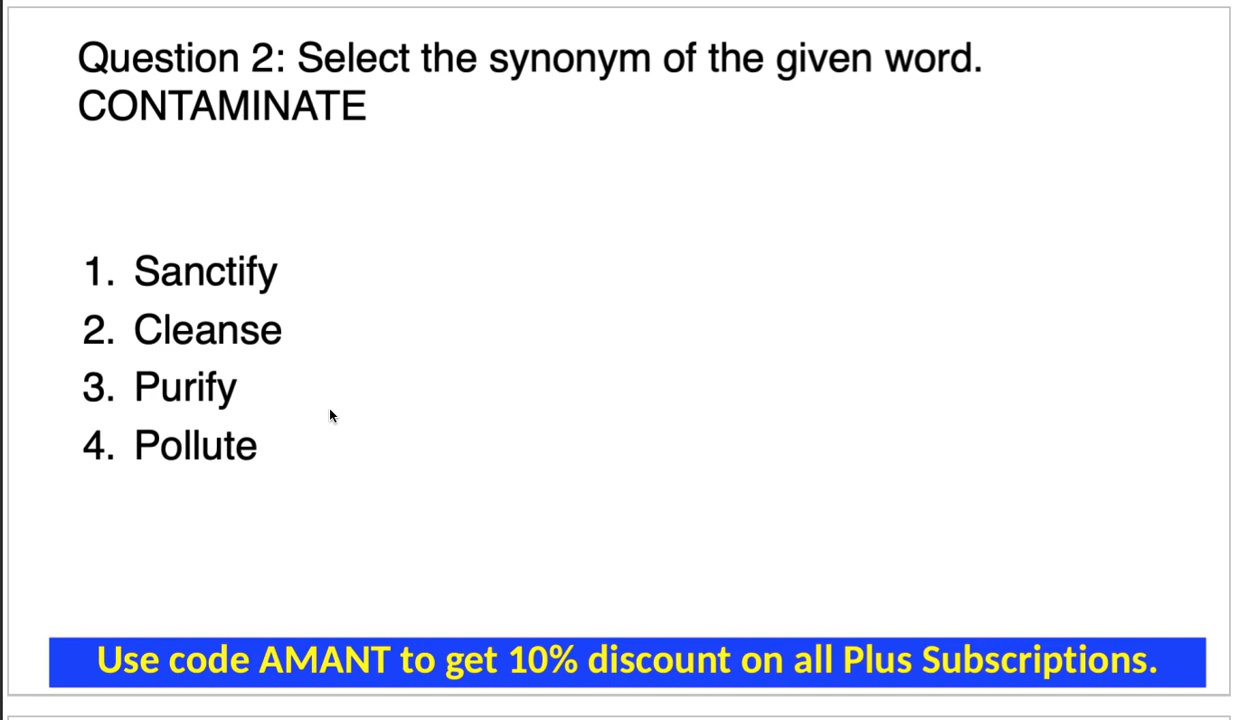 Question 2: Select the synonym of the given word.
CONTAMINATE
1. Sanctify
2. Cleanse
3. Purify
4. Pollute
Use code AMANT to get 10% discount on all Plus Subscriptions.